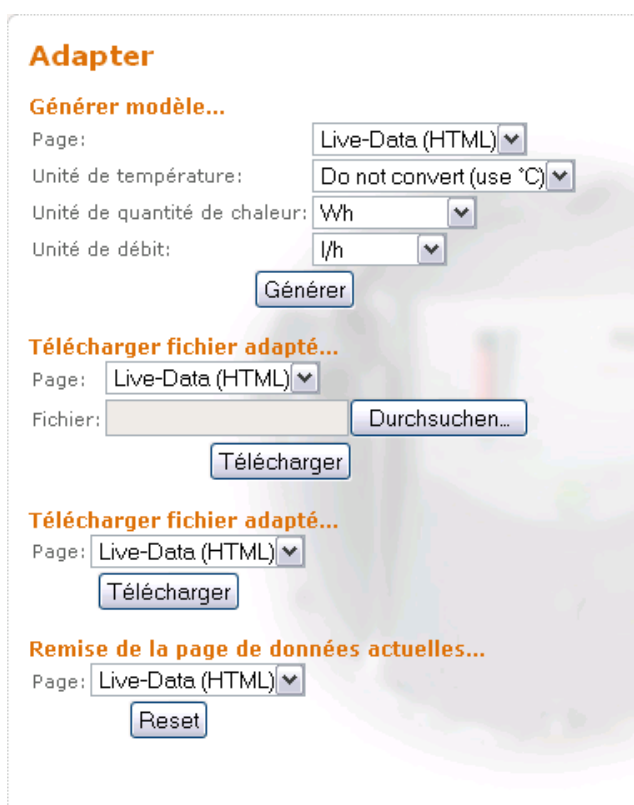 Adapter
Générer modèle...
Page: Live-Data (HTML)
Unité de température: Do not convert (use °C)
Unité de quantité de chaleur: Wh
Unité de débit: l/h
Générer
Télécharger fichier adapté...
Page: Live-Data (HTML)
Fichier: Durchsuchen...
Télécharger
Télécharger fichier adapté...
Page: Live-Data (HTML)
Télécharger
Remise de la page de données actuelles...
Page: Live-Data (HTML)
Reset